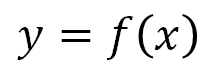 y = f(x)